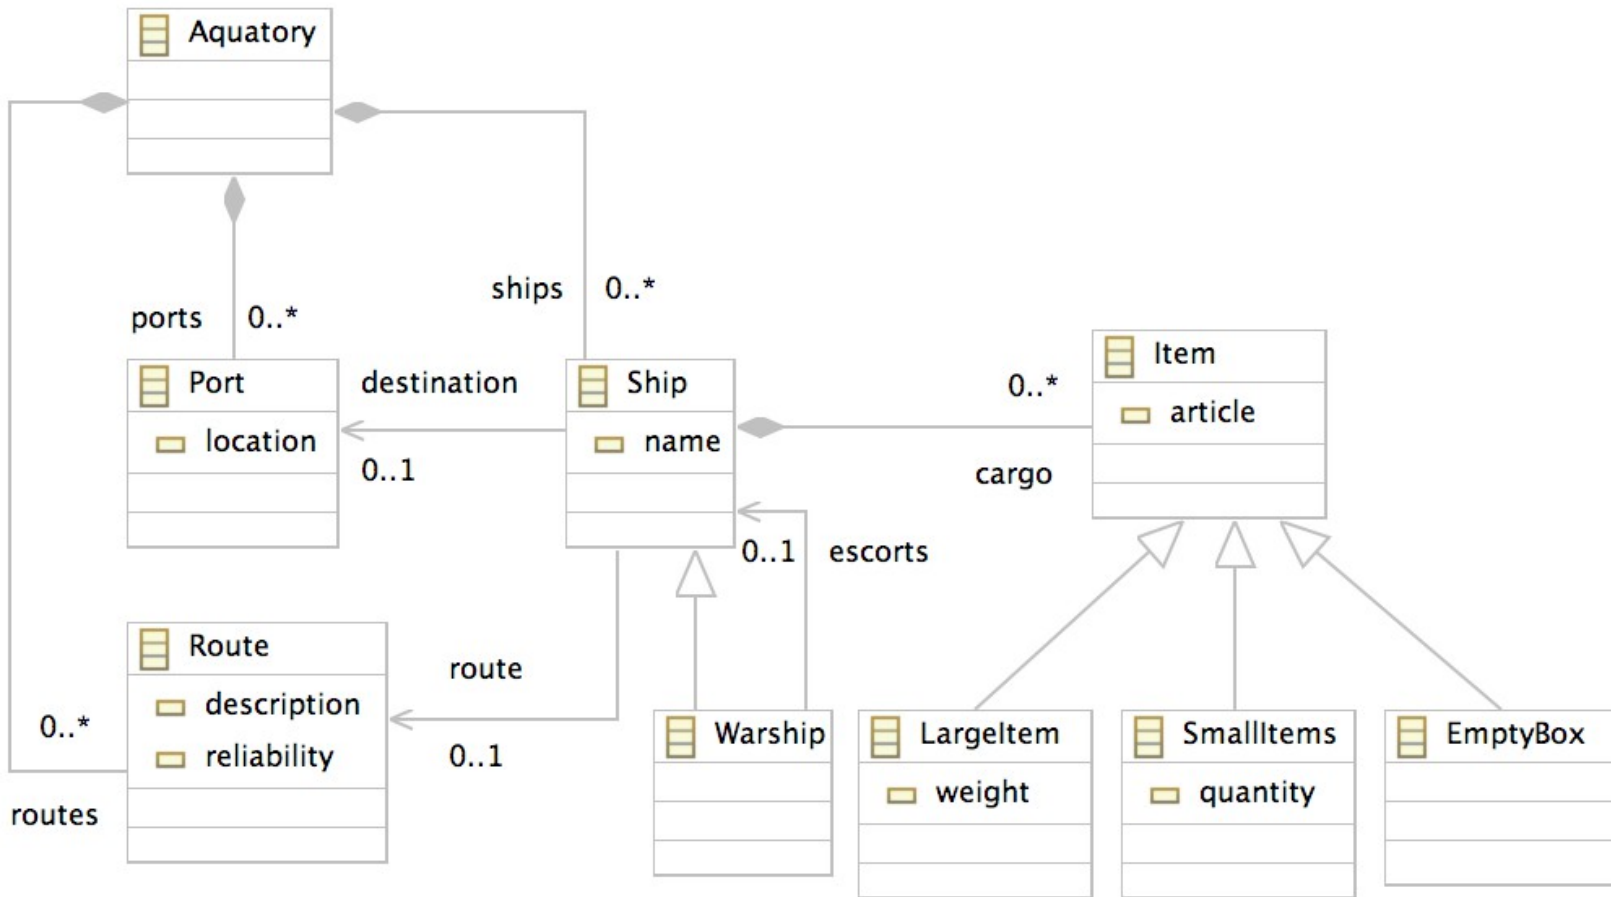 Aquatory
ships 0..*
ports 0..*
Port
location
destination
0..1
Ship
name
0..*
cargo
Item
article
0..1 escorts
Route
description
reliability
route
0..1
0..*
routes
Warship
LargeItem
weight
SmallItems
quantity
EmptyBox